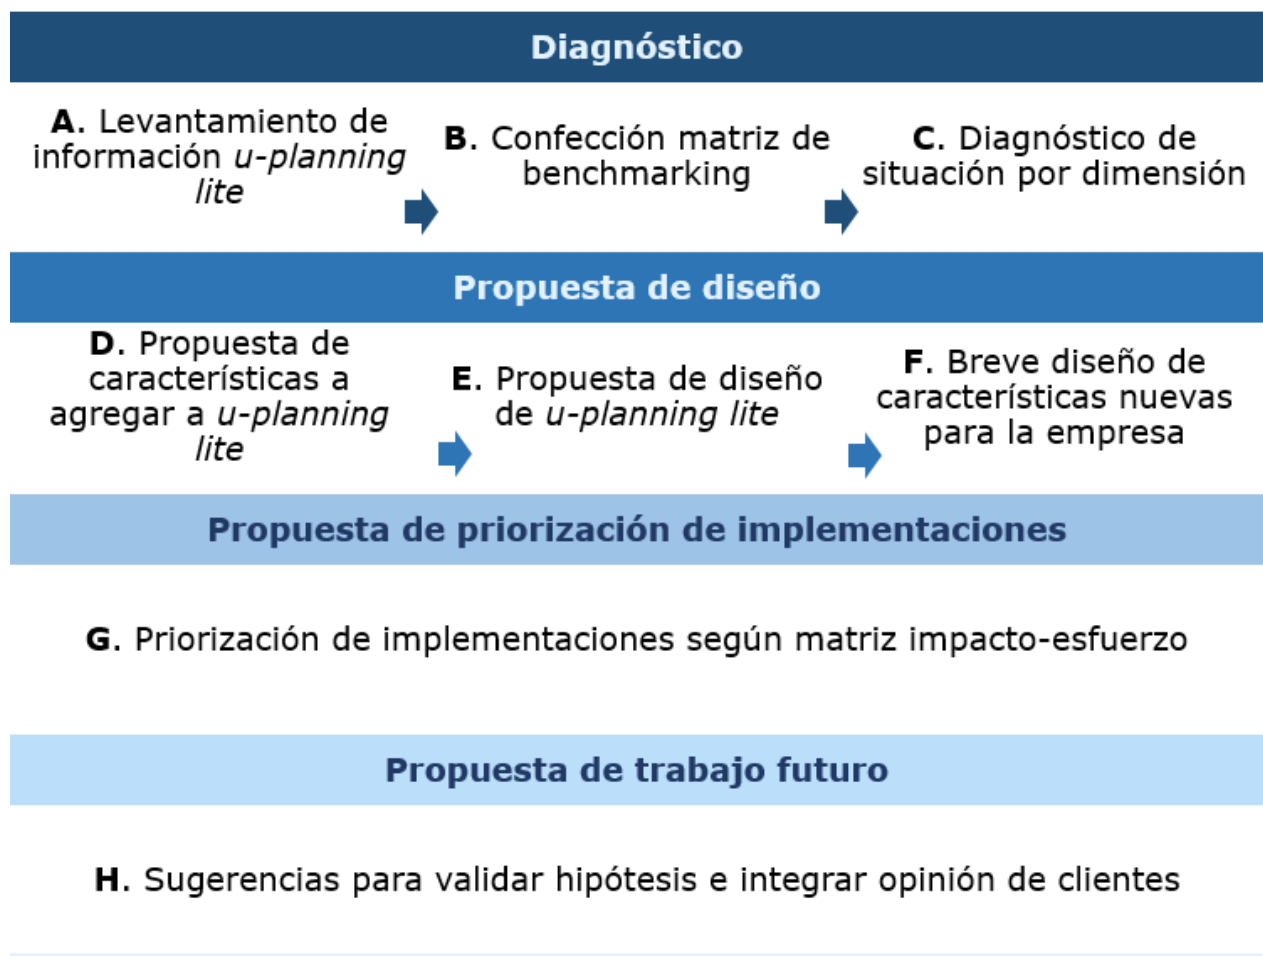 Diagnóstico
A. Levantamiento de
información u-planning
lite
B. Confección matriz de
benchmarking
C. Diagnóstico de
situación por dimensión
Propuesta de diseño
D. Propuesta de
características a
agregar a u-planning
lite
E. Propuesta de diseño
de u-planning lite
F. Breve diseño de
características nuevas
para la empresa
Propuesta de priorización de implementaciones
G. Priorización de implementaciones según matriz impacto-esfuerzo
Propuesta de trabajo futuro
H. Sugerencias para validar hipótesis e integrar opinión de clientes